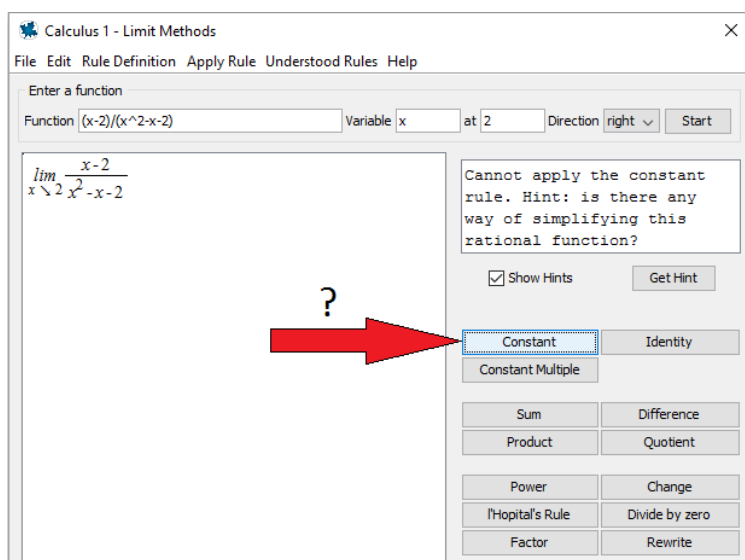 Calculus 1 - Limit Methods
File Edit Rule Definition Apply Rule Understood Rules Help
Enter a function
Function (x-2)/(x^2-x-2) Variable x at 2 Direction right Start
lim x↘2 x-2/x²-x-2
Cannot apply the constant
rule. Hint: is there any
way of simplifying this
rational function?
Show Hints Get Hint
?
Constant Identity
Constant Multiple
Sum Difference
Product Quotient
Power Change
l'Hopital's Rule Divide by zero
Factor Rewrite